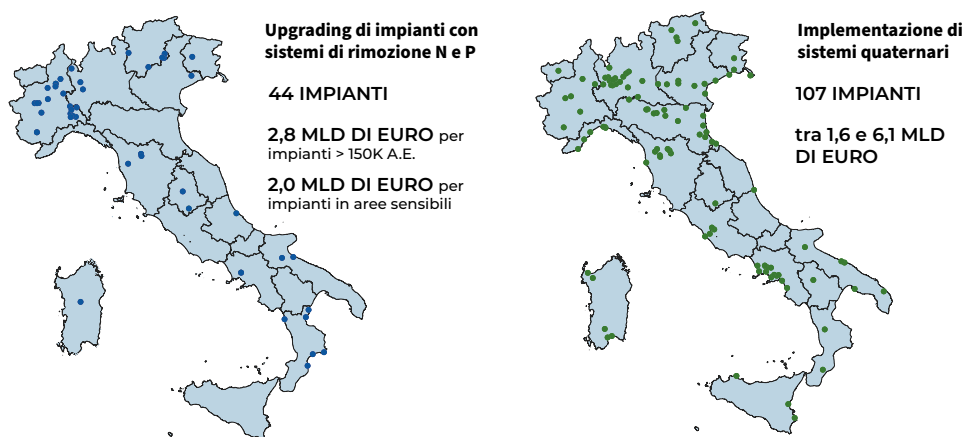 Upgrading di impianti con
sistemi di rimozione N e P
44 IMPIANTI
2,8 MLD DI EURO per
impianti > 150K A.E.
2,0 MLD DI EURO per
impianti in aree sensibili
Implementazione di
sistemi quaternari
107 IMPIANTI
tra 1,6 e 6,1 MLD
DI EURO